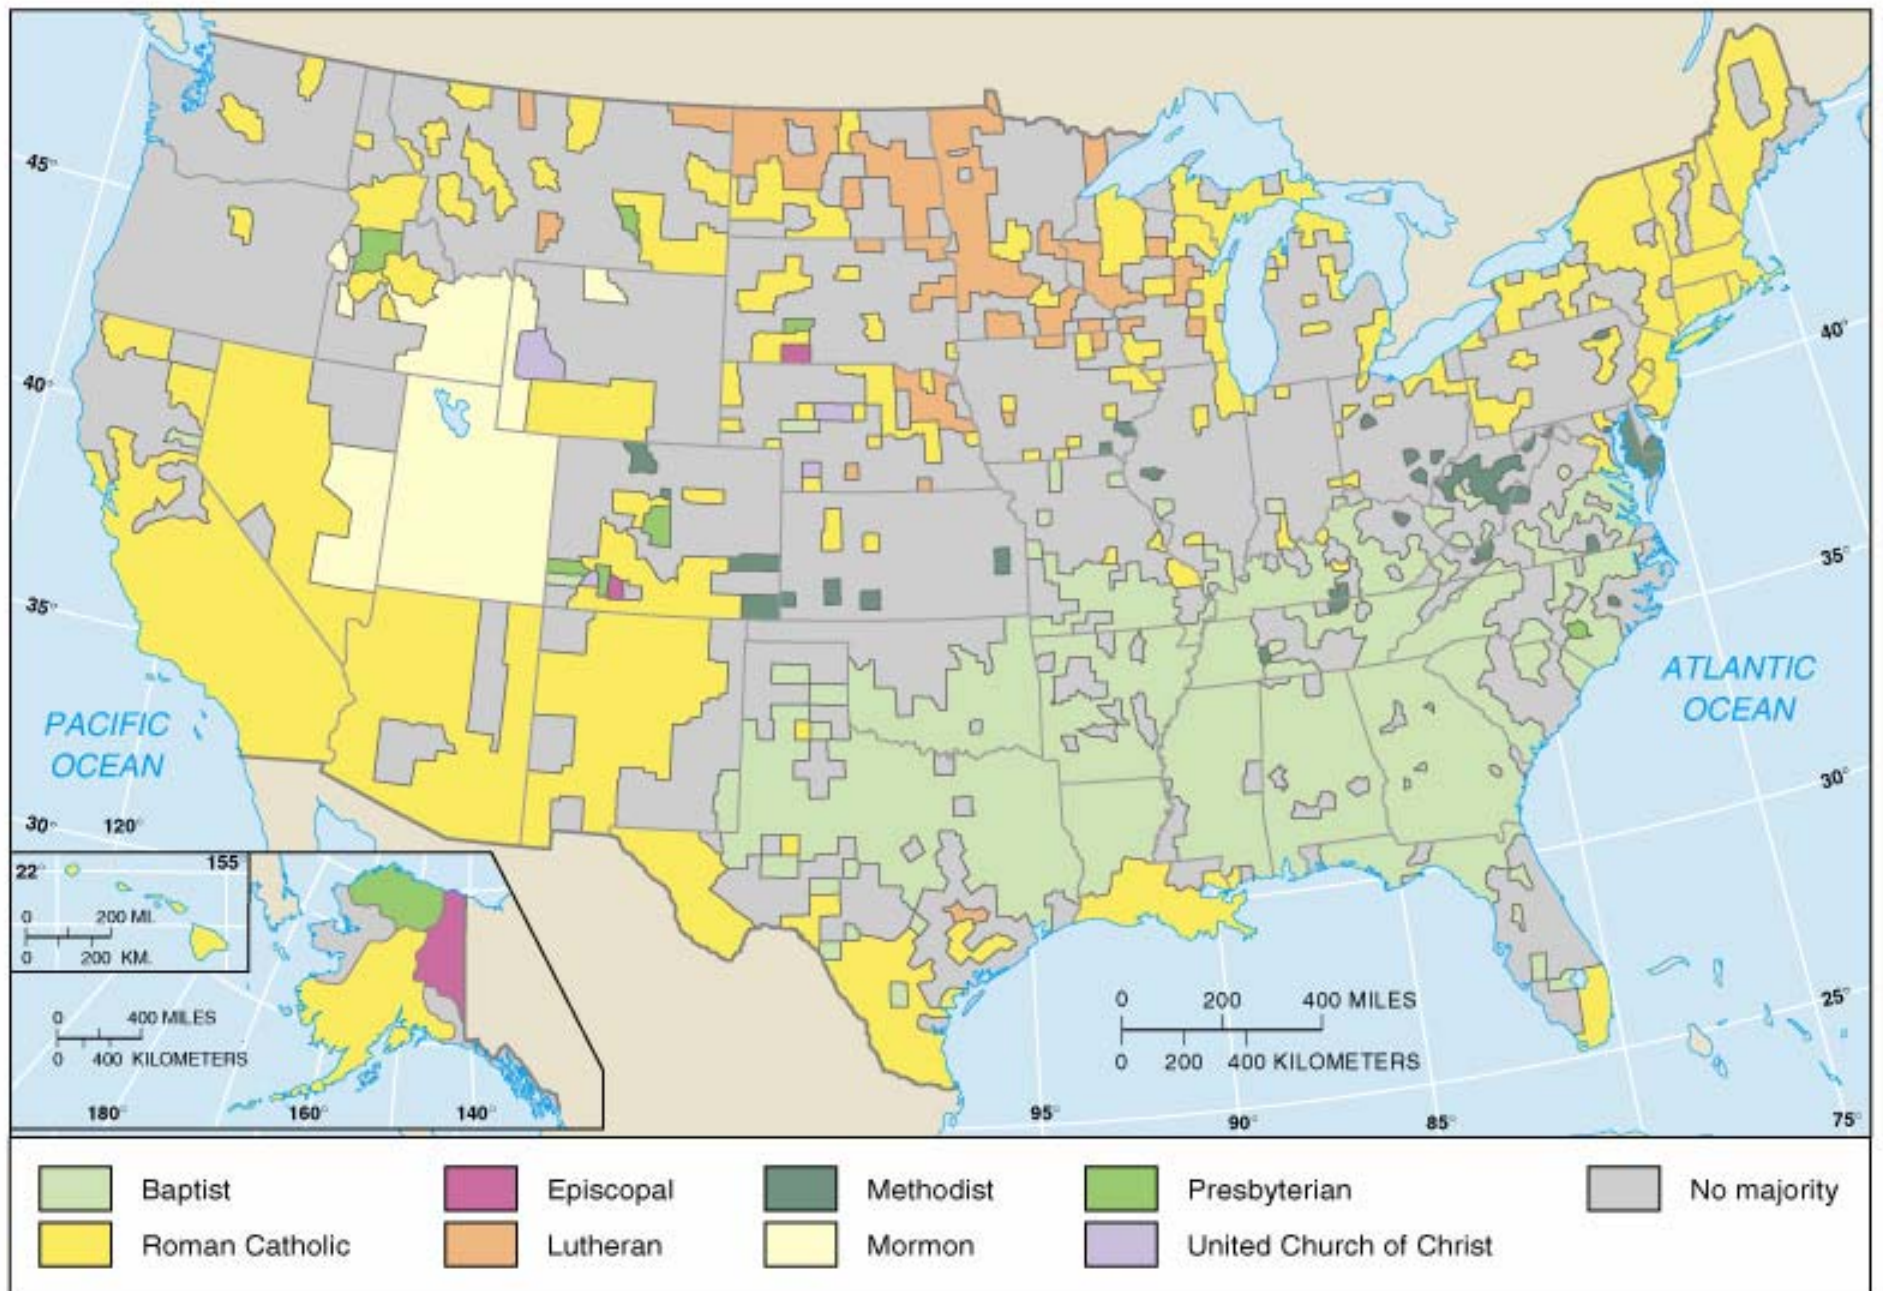 45°
40°
35°
30°
120°
PACIFIC
OCEAN
ATLANTIC
OCEAN
40°
35°
30°
25°
75°
95°
90°
85°
22°
155
0 200 MI.
0 200 KM.
0 400 MILES
0 400 KILOMETERS
180°
160°
140°
0 200 400 MILES
0 200 400 KILOMETERS
Baptist
Episcopal
Methodist
Presbyterian
No majority
Roman Catholic
Lutheran
Mormon
United Church of Christ